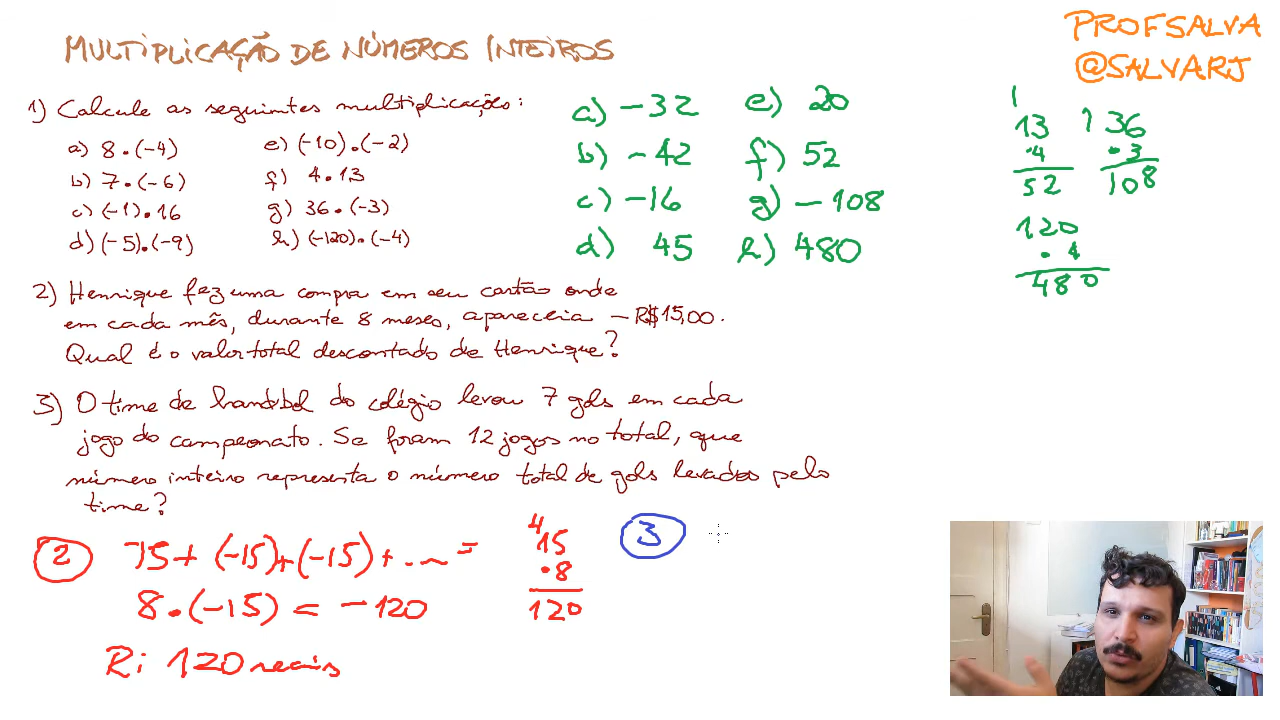 MULTIPLICAÇÃO DE NÚMEROS INTEIROS
PROFSALVA
@SALVARJ
1) Calcule as seguintes multiplicações:
a) 8 . (-4)
b) 7 . (-6)
c) (-1) . 16
d) (-5) . (-9)
e) (-10) . (-2)
f) 4 . 13
g) 36 . (-3)
h) (-120) . (-4)
a) -32
b) -42
c) -16
d) 45
e) 20
f) 52
g) -108
h) 480
1
13
.4
52
1 36
.3
108
120
. 4
480
2) Henrique fez uma compra em seu cartão onde
em cada mês, durante 8 meses, apareceia -R$15,00.
Qual é o valor total descontado de Henrique?
3) O time de handebol do colégio levou 7 gols em cada
jogo do campeonato. Se foram 12 jogos no total, que
número inteiro representa o número total de gols levados pelo
time?
2
15 + (-15) + (-15) + ... =
8 . (-15) = -120
R: 120 reais
4
15
.8
120
3